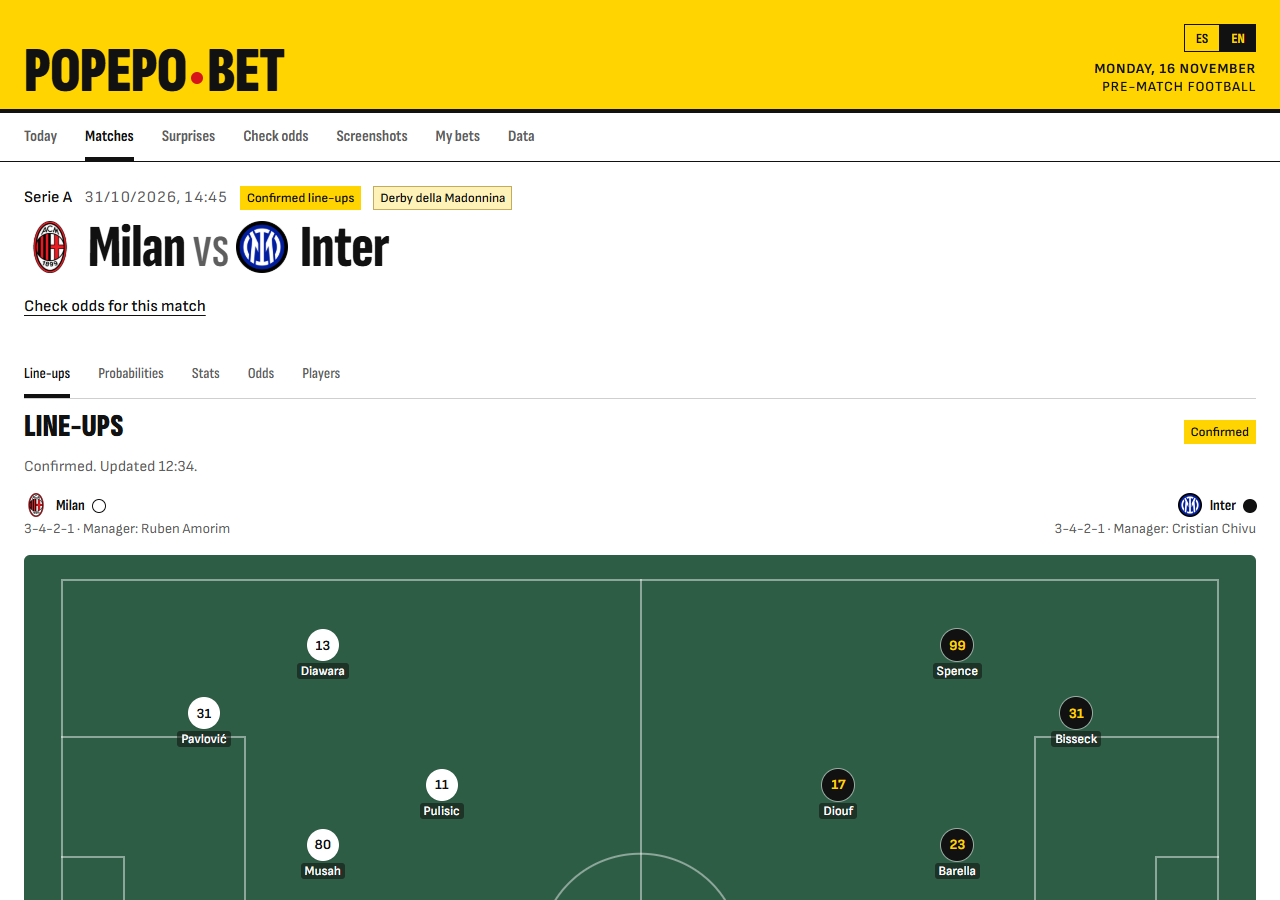 POPEPO•BET
ES EN
MONDAY, 16 NOVEMBER
PRE-MATCH FOOTBALL
Today Matches Surprises Check odds Screenshots My bets Data
Serie A 31/10/2026, 14:45 Confirmed line-ups Derby della Madonnina
ACM
1899
Milan vs Inter
Check odds for this match
Line-ups Probabilities Stats Odds Players
LINE-UPS
Confirmed
Confirmed. Updated 12:34.
Milan Inter
3-4-2-1 · Manager: Ruben Amorim 3-4-2-1 · Manager: Cristian Chivu
13 99
Diawara Spence
31 31
Pavlović Bisseck
11 17
Pulisic Diouf
80 23
Musah Barella